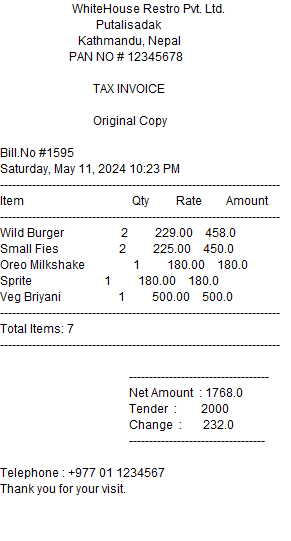 WhiteHouse Restro Pvt. Ltd.
Putalisadak
Kathmandu, Nepal
PAN NO # 12345678
TAX INVOICE
Original Copy
Bill.No #1595
Saturday, May 11, 2024 10:23 PM
----------------------------------------------------------------------
Item Qty Rate Amount
----------------------------------------------------------------------
Wild Burger 2 229.00 458.0
Small Fies 2 225.00 450.0
Oreo Milkshake 1 180.00 180.0
Sprite 1 180.00 180.0
Veg Briyani 1 500.00 500.0
----------------------------------------------------------------------
Total Items: 7
----------------------------------------------------------------------
-----------------------------------
Net Amount : 1768.0
Tender : 2000
Change : 232.0
----------------------------------
Telephone : +977 01 1234567
Thank you for your visit.